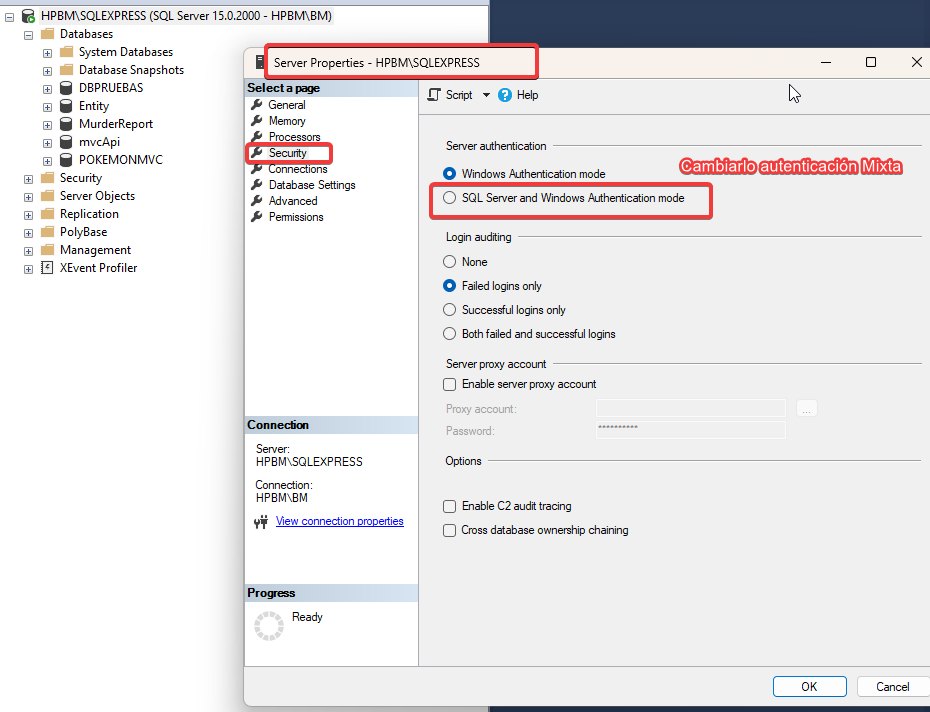 HPBM\SQLEXPRESS (SQL Server 15.0.2000 - HPBM\BM)
Databases
System Databases
Database Snapshots
DBPRUEBAS
Entity
MurderReport
mvcApi
POKEMONMVC
Security
Server Objects
Replication
PolyBase
Management
XEvent Profiler
Server Properties - HPBM\SQLEXPRESS
Select a page
General
Memory
Processors
Security
Connections
Database Settings
Advanced
Permissions
Connection
Server:
HPBM\SQLEXPRESS
Connection:
HPBM\BM
View connection properties
Progress
Ready
Script
Help
Server authentication
Windows Authentication mode
Cambiarlo autenticación Mixta
SQL Server and Windows Authentication mode
Login auditing
None
Failed logins only
Successful logins only
Both failed and successful logins
Server proxy account
Enable server proxy account
Proxy account:
...
Password:
**********
Options
Enable C2 audit tracing
Cross database ownership chaining
OK
Cancel